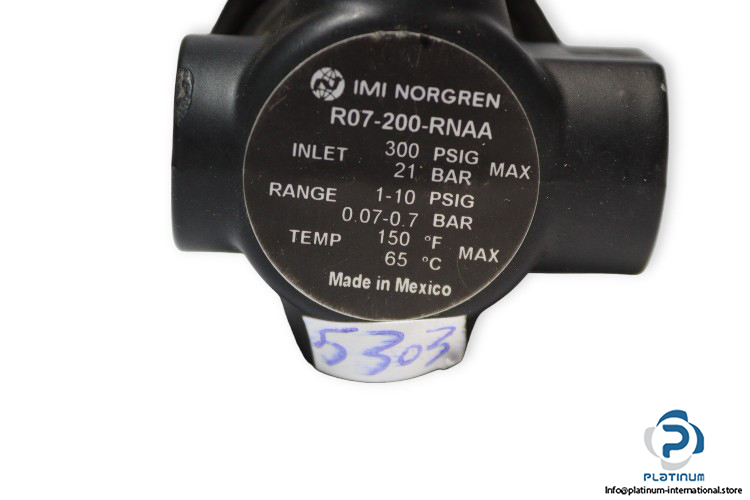 IMI NORGREN
R07-200-RNAA
INLET 300 PSIG MAX
21 BAR
RANGE 1-10 PSIG
0.07-0.7 BAR
TEMP 150 °F MAX
65 °C
Made in Mexico
5303
PLATINUM
Info@platinum-international.store